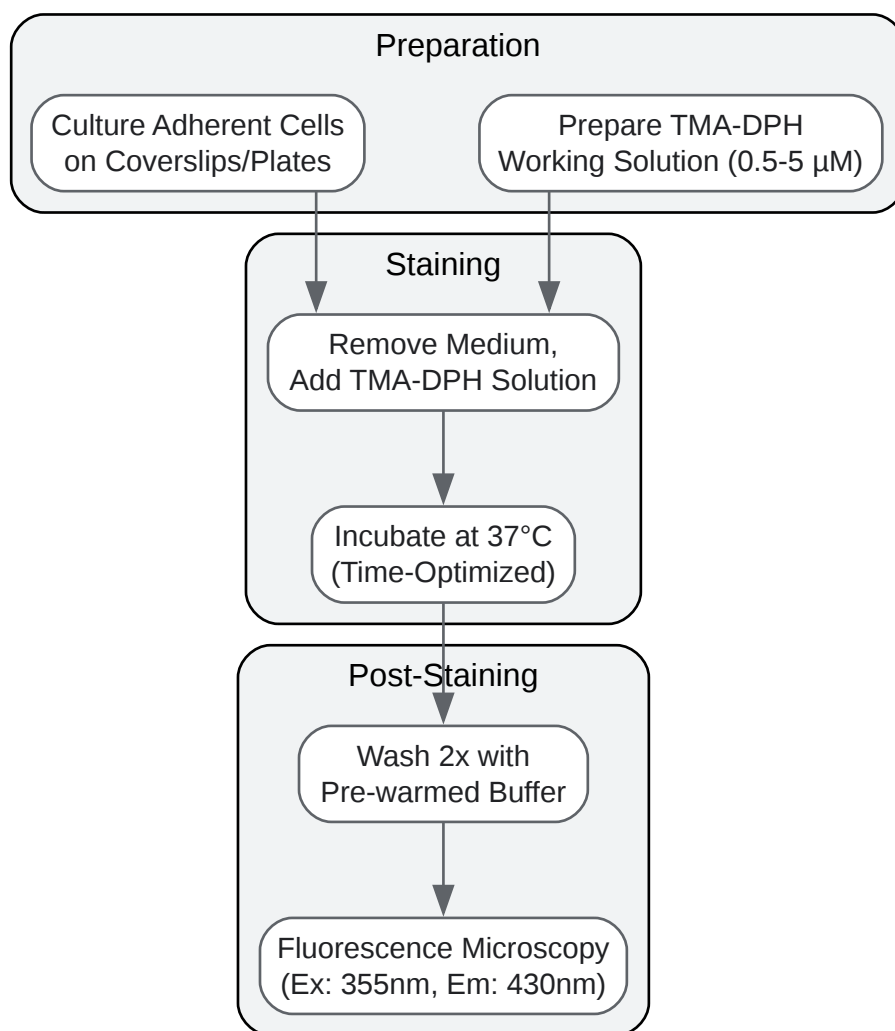 Preparation
Culture Adherent Cells
on Coverslips/Plates
Prepare TMA-DPH
Working Solution (0.5-5 µM)
Staining
Remove Medium,
Add TMA-DPH Solution
Incubate at 37°C
(Time-Optimized)
Post-Staining
Wash 2x with
Pre-warmed Buffer
Fluorescence Microscopy
(Ex: 355nm, Em: 430nm)